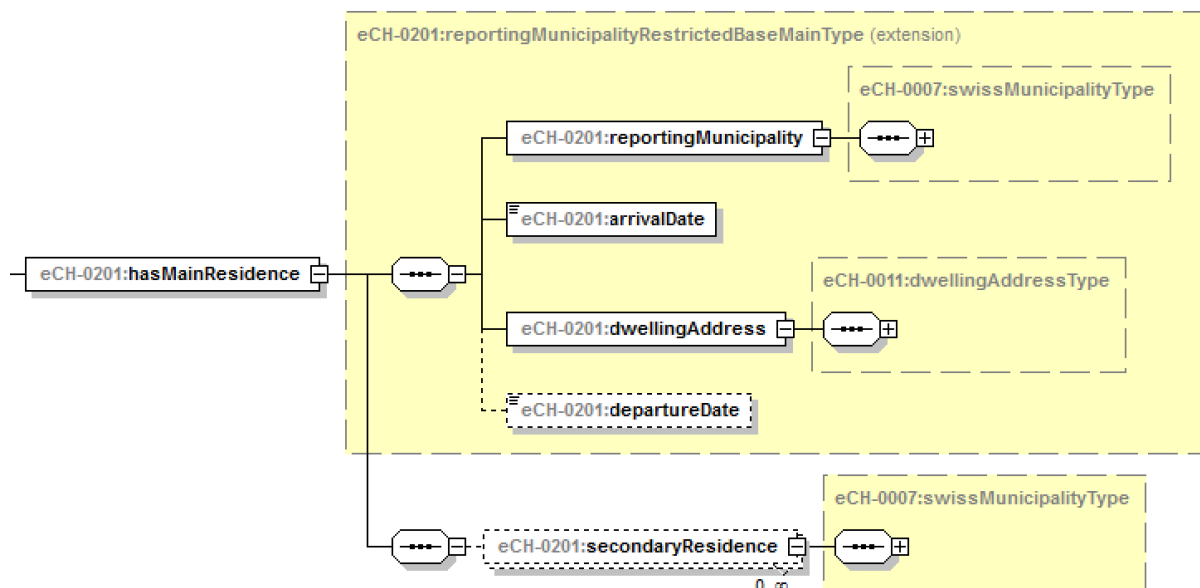 eCH-0201:reportingMunicipalityRestrictedBaseMainType (extension)
eCH-0007:swissMunicipalityType
eCH-0201:reportingMunicipality
eCH-0201:arrivalDate
eCH-0201:hasMainResidence
eCH-0011:dwellingAddressType
eCH-0201:dwellingAddress
eCH-0201:departureDate
eCH-0007:swissMunicipalityType
eCH-0201:secondaryResidence
0..∞